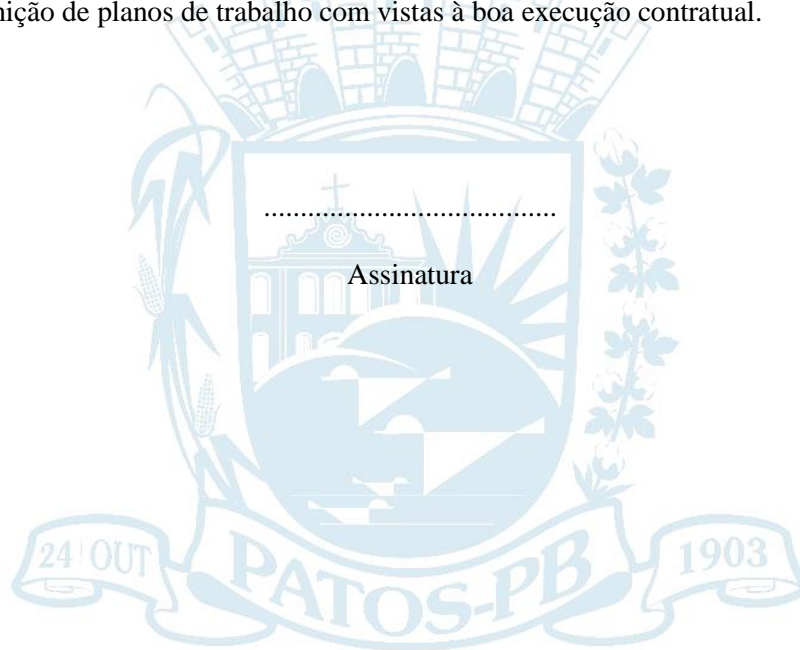 nição de planos de trabalho com vistas à boa execução contratual.
........................................
Assinatura
24 OUT
PATOS-PB
1903